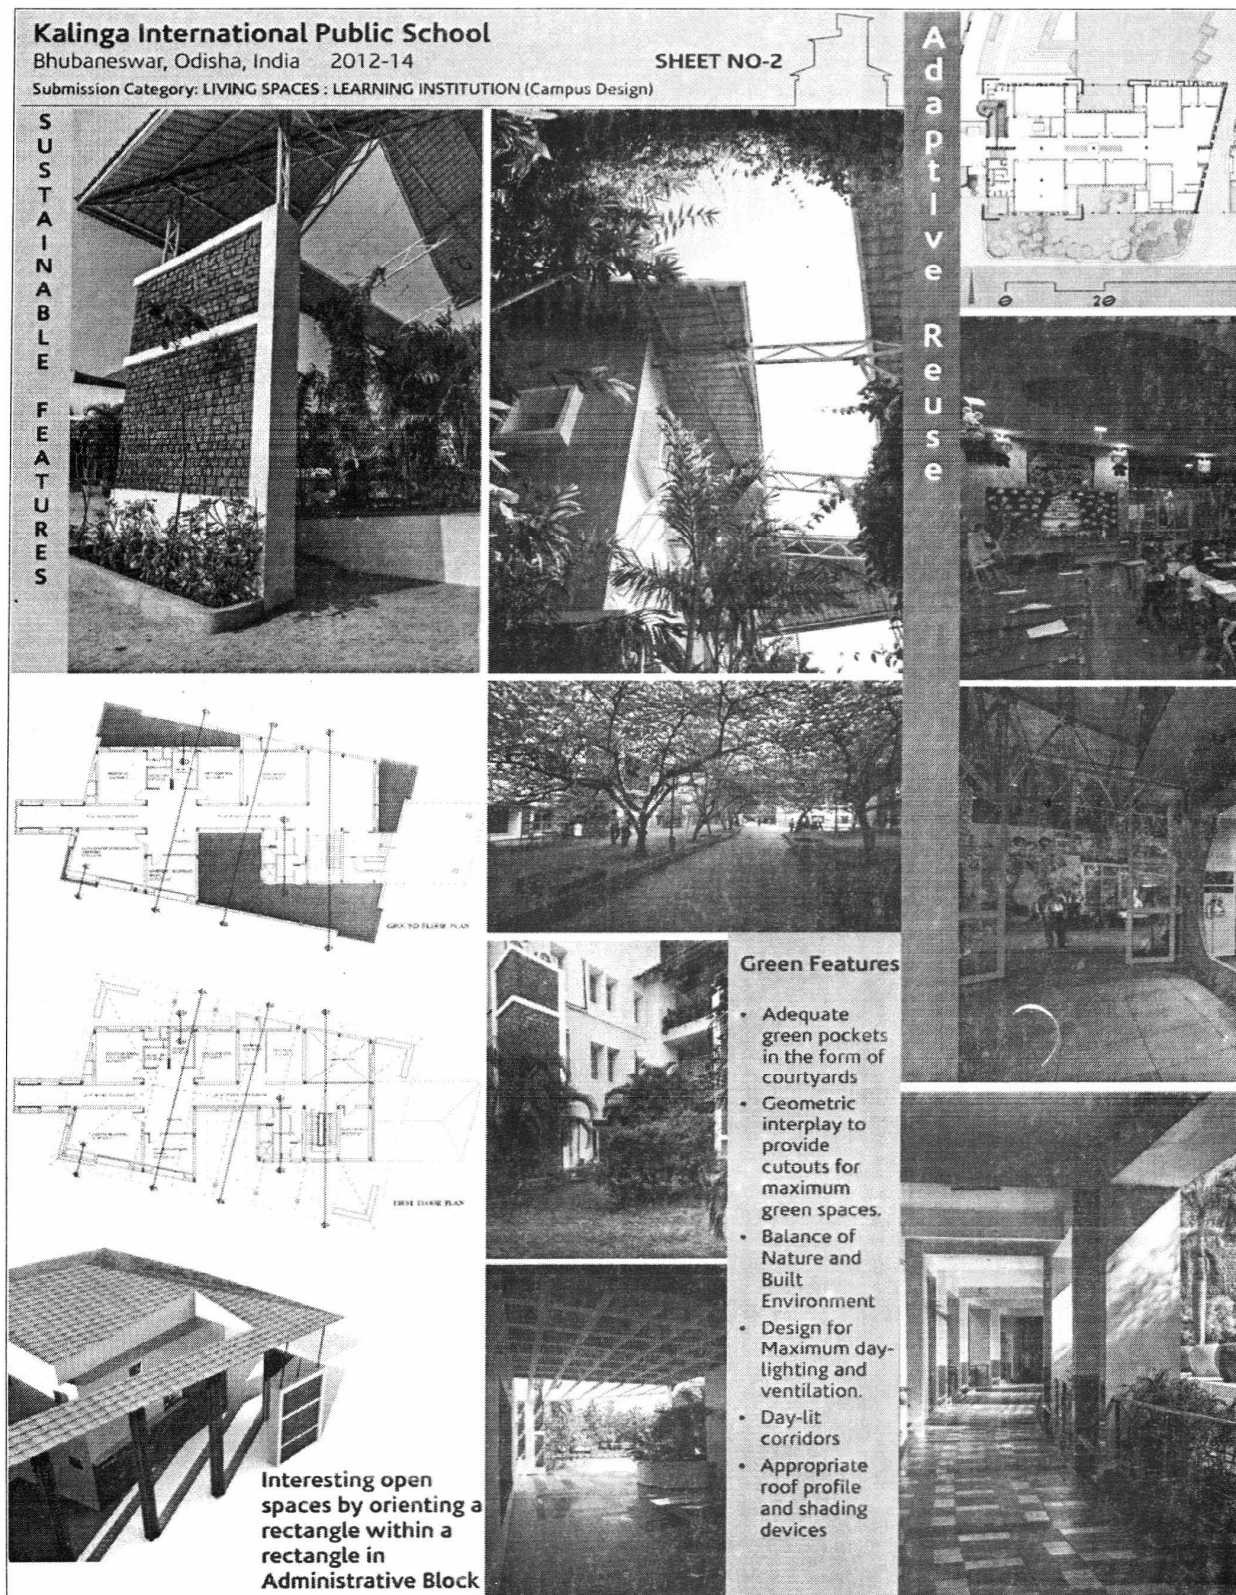 Kalinga International Public School
Bhubaneswar, Odisha, India 2012-14
SHEET NO-2
Submission Category: LIVING SPACES : LEARNING INSTITUTION (Campus Design)
SUSTAINABLE FEATURES
Adaptive Reuse
0 20
GROUND FLOOR PLAN
FIRST FLOOR PLAN
Green Features
• Adequate
green pockets
in the form of
courtyards
• Geometric
interplay to
provide
cutouts for
maximum
green spaces.
• Balance of
Nature and
Built
Environment
• Design for
Maximum day-
lighting and
ventilation.
• Day-lit
corridors
• Appropriate
roof profile
and shading
devices
Interesting open
spaces by orienting a
rectangle within a
rectangle in
Administrative Block